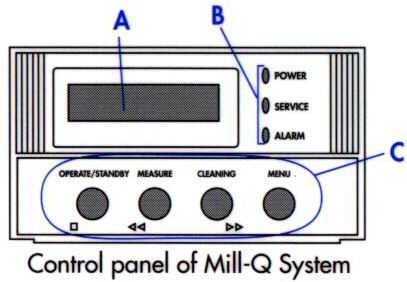 A
B
POWER
SERVICE
ALARM
C
OPERATE/STANDBY MEASURE CLEANING MENU
Control panel of Mill-Q System